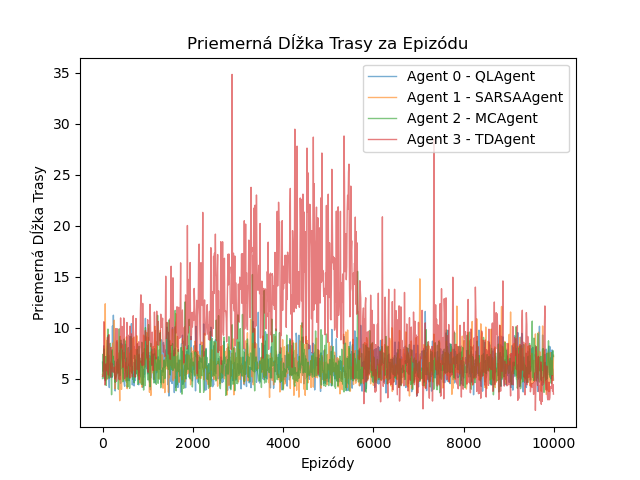 Priemerná Dĺžka Trasy za Epizódu
Agent 0 - QLAgent
Agent 1 - SARSAAgent
Agent 2 - MCAgent
Agent 3 - TDAgent
Priemerná Dĺžka Trasy
35
30
25
20
15
10
5
0
2000
4000
6000
8000
10000
Epizódy